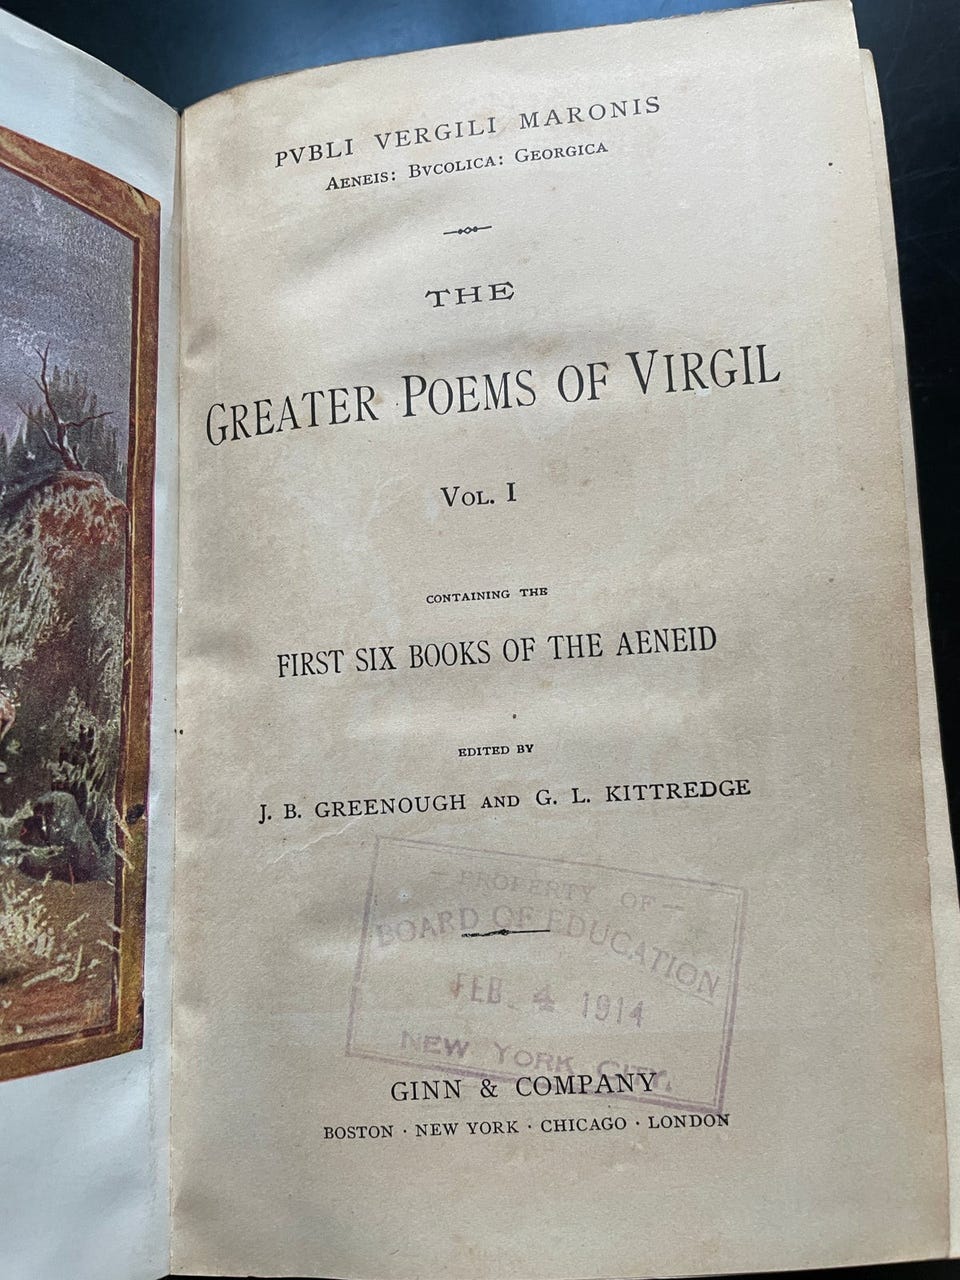 PVBLI VERGILI MARONIS
AENEIS: BVCOLICA: GEORGICA
THE
GREATER POEMS OF VIRGIL
VOL. I
CONTAINING THE
FIRST SIX BOOKS OF THE AENEID
EDITED BY
J. B. GREENOUGH AND G. L. KITTREDGE
— PROPERTY OF —
BOARD OF EDUCATION
FEB. 4 1914
NEW YORK CITY.
GINN & COMPANY
BOSTON · NEW YORK · CHICAGO · LONDON